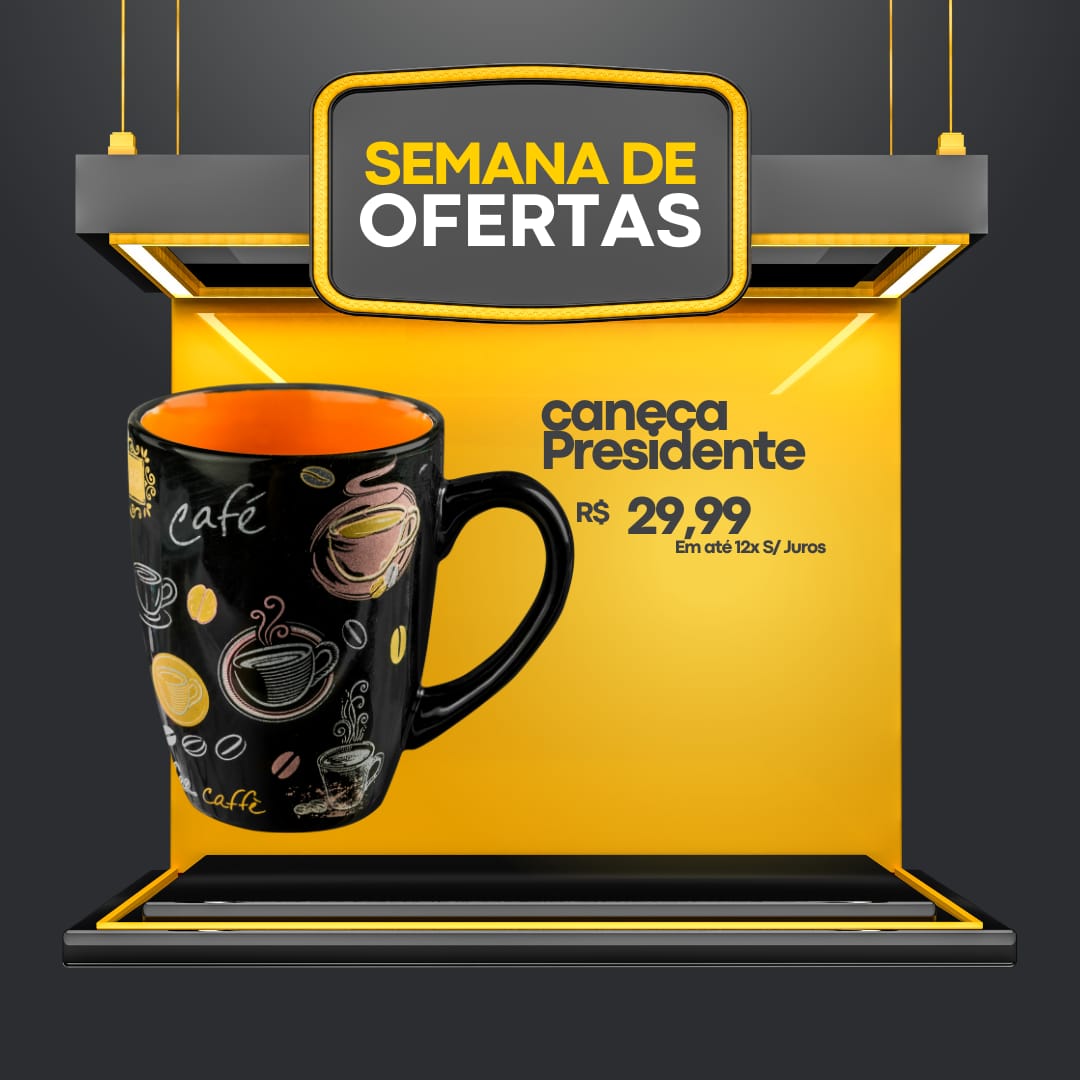 SEMANA DE
OFERTAS
caneca
Presidente
R$ 29,99
Em até 12x S/ Juros
café
caffè